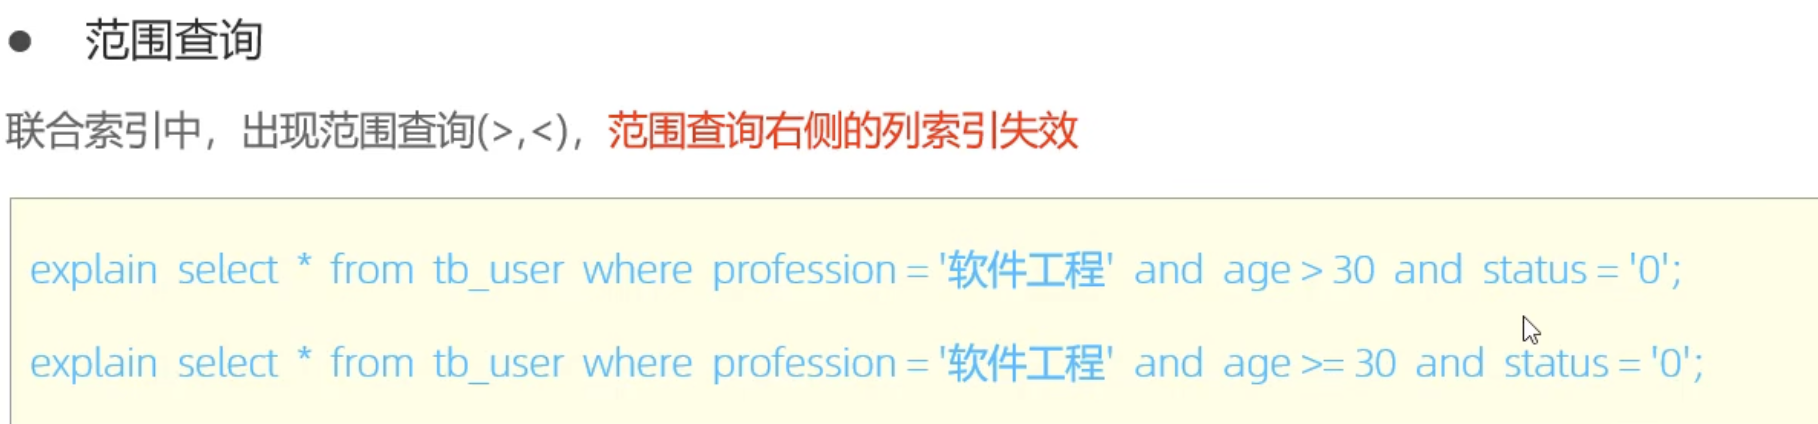 ● 范围查询
联合索引中，出现范围查询(>,<)，范围查询右侧的列索引失效
explain select * from tb_user where profession = '软件工程' and age > 30 and status = '0';
explain select * from tb_user where profession = '软件工程' and age >= 30 and status = '0';